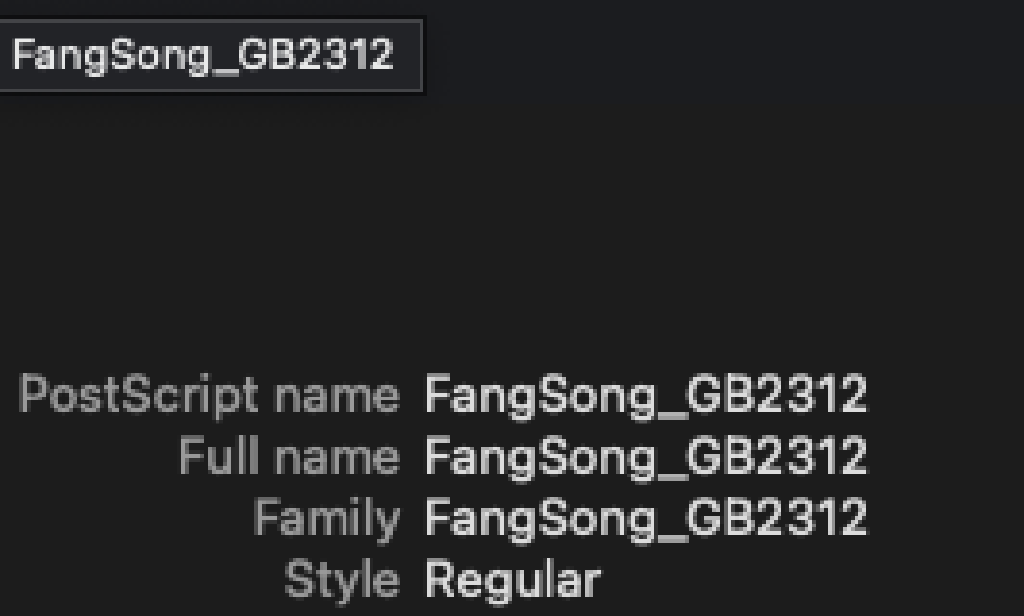 FangSong_GB2312
PostScript name FangSong_GB2312
Full name FangSong_GB2312
Family FangSong_GB2312
Style Regular